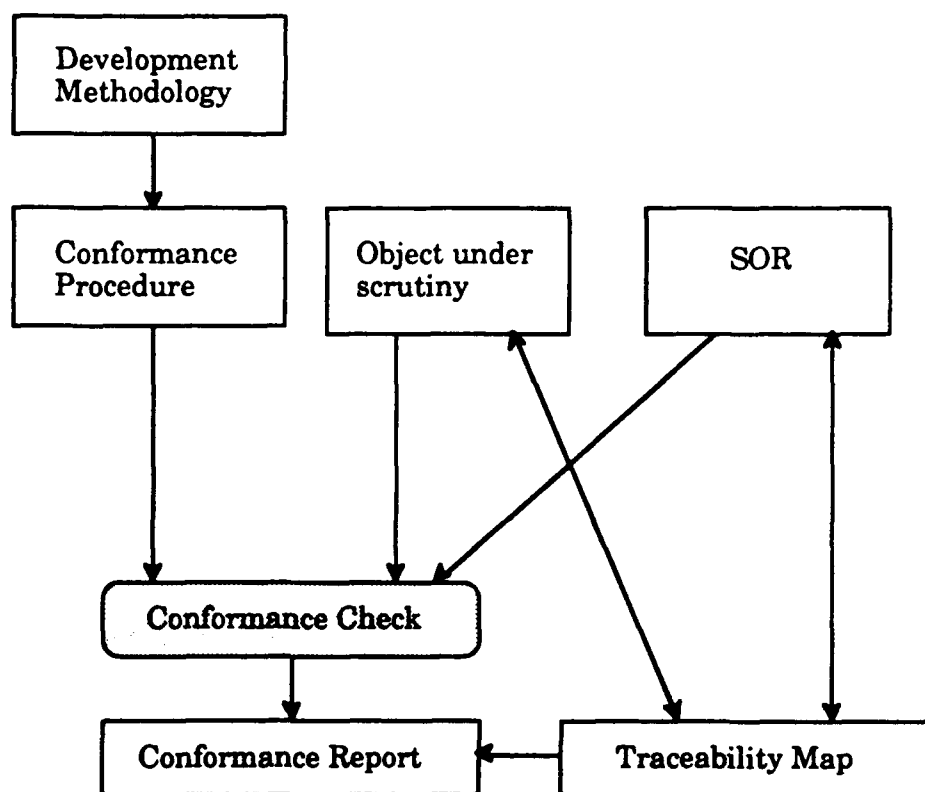 Development
Methodology
Conformance
Procedure
Object under
scrutiny
SOR
Conformance Check
Conformance Report
Traceability Map